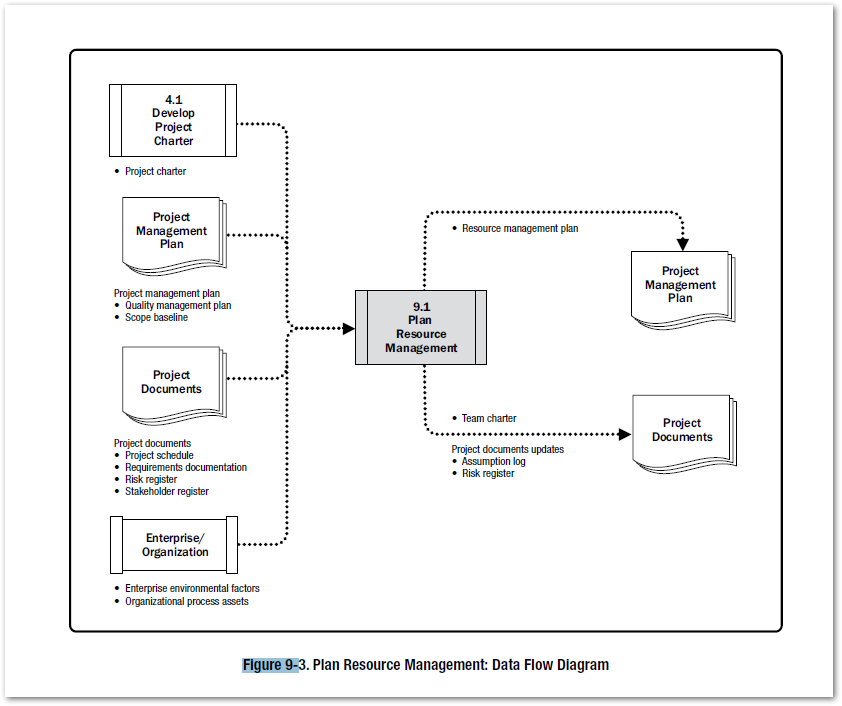 4.1
Develop
Project
Charter
• Project charter
Project
Management
Plan
Project management plan
• Quality management plan
• Scope baseline
Project
Documents
Project documents
• Project schedule
• Requirements documentation
• Risk register
• Stakeholder register
Enterprise/
Organization
• Enterprise environmental factors
• Organizational process assets
9.1
Plan
Resource
Management
• Resource management plan
Project
Management
Plan
• Team charter
Project documents updates
• Assumption log
• Risk register
Project
Documents
Figure 9-3. Plan Resource Management: Data Flow Diagram